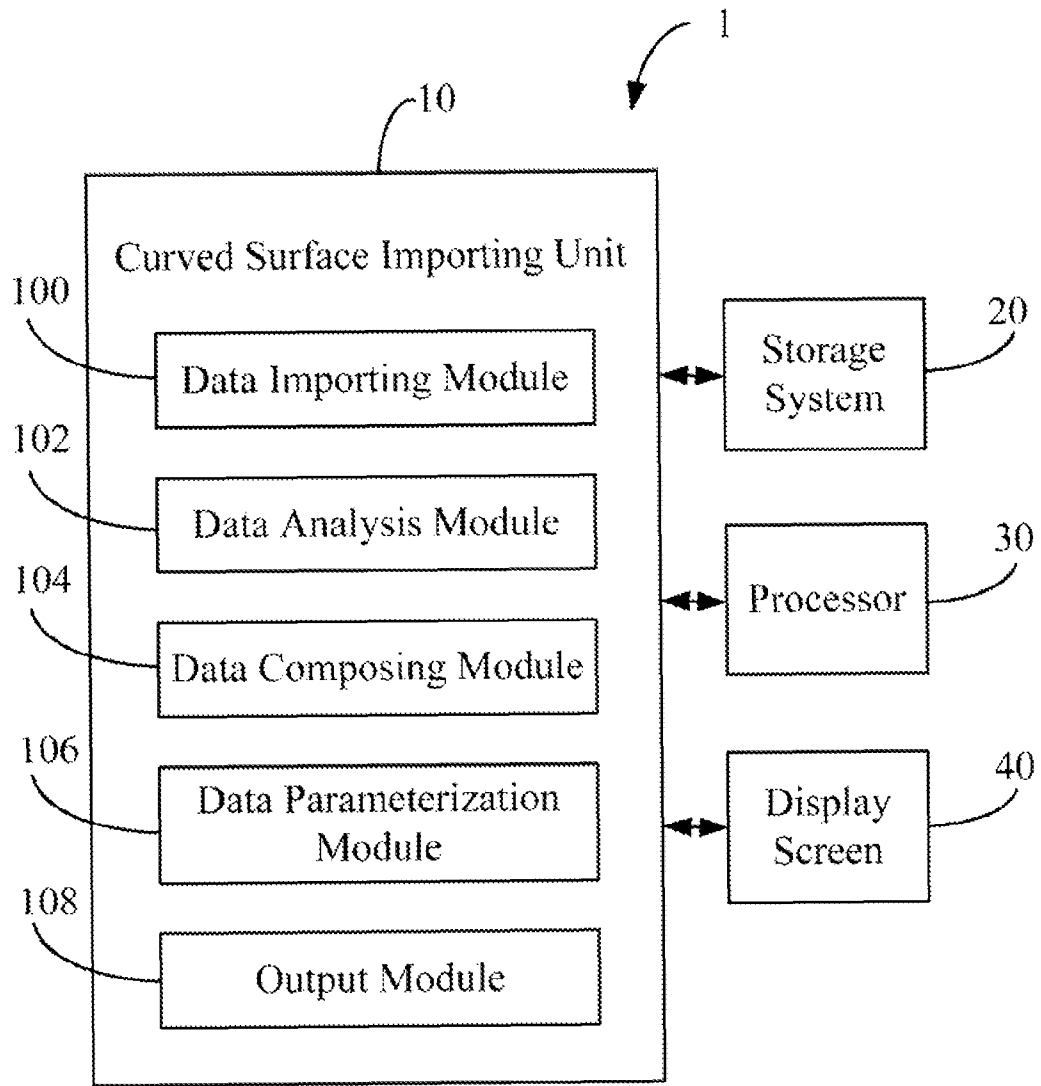 1
10
Curved Surface Importing Unit
100
Data Importing Module
102
Data Analysis Module
104
Data Composing Module
106
Data Parameterization
Module
108
Output Module
20
Storage
System
30
Processor
40
Display
Screen